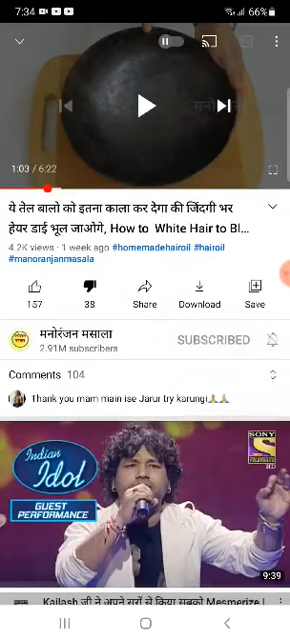 7:34
66%
1:03 / 6:22
ये तेल बालो को इतना काला कर देगा की जिंदगी भर
हेयर डाई भूल जाओगे, How to White Hair to Bl...
4.2K views · 1 week ago #homemadehairoil #hairoil
#manoranjanmasala
157
38
Share
Download
Save
मनोरंजन मसाला
2.91M subscribers
SUBSCRIBED
Comments 104
Thank you mam main ise Jarur try karungi🙏🙏
Indian
Idol
GUEST
PERFORMANCE
SONY
HD
9:39
Kailash जी ने अपने सुरों से किया सबको Mesmerize |